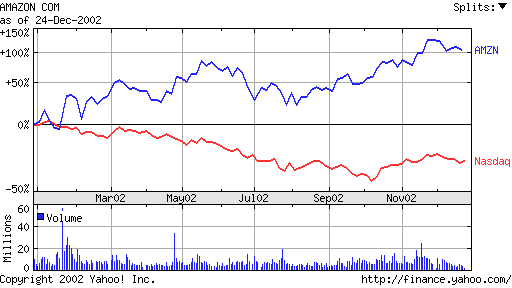 AMAZON COM Splits:▼
as of 24-Dec-2002
+150%
+100%
AMZN
+50%
0%
Nasdaq
-50%
Mar02 May02 Jul02 Sep02 Nov02
60
Volume
40
20
0
Millions
Copyright 2002 Yahoo! Inc. http://finance.yahoo.com/